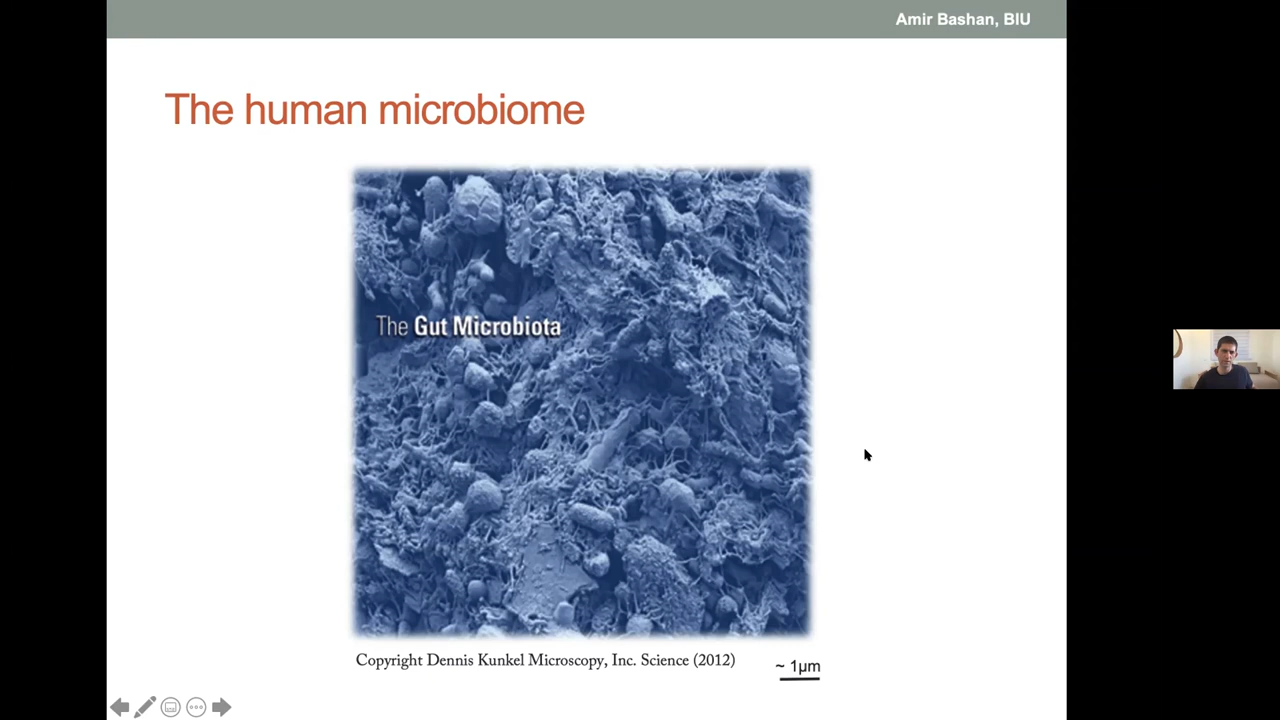 Amir Bashan, BIU
The human microbiome
The Gut Microbiota
Copyright Dennis Kunkel Microscopy, Inc. Science (2012)
~ 1µm